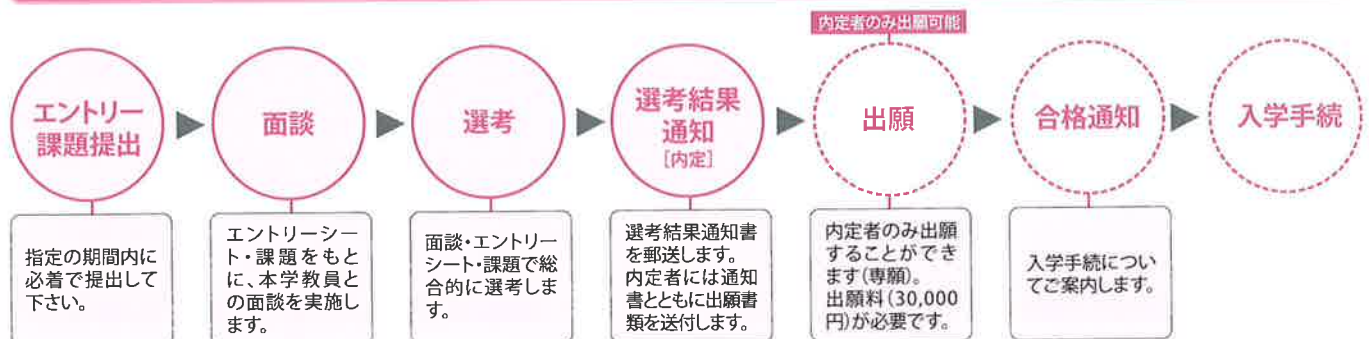 内定者のみ出願可能
エントリー
課題提出
面談
選考
選考結果
通知
[内定]
出願
合格通知
入学手続
指定の期間内に
必着で提出して
下さい。
エントリーシー
ト・課題をもと
に、本学教員と
の面談を実施し
ます。
面談・エントリー
シート・課題で総
合的に選考しま
す。
選考結果通知書
を郵送します。
内定者には通知
書とともに出願書
類を送付します。
内定者のみ出願
することができ
ます(専願)。
出願料(30,000
円)が必要です。
入学手続につい
てご案内します。